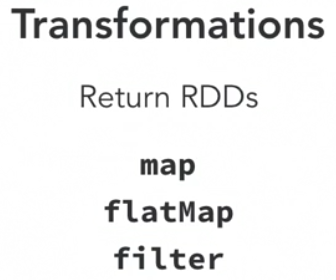 Transformations
Return RDDs
map
flatMap
filter